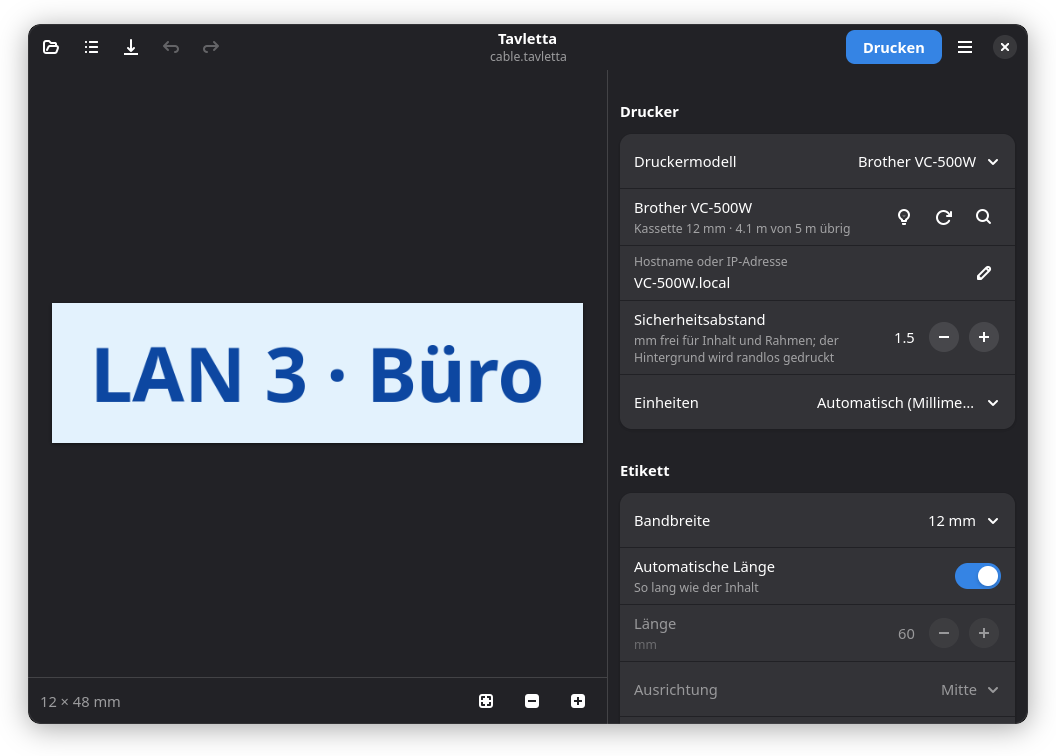 Tavletta
cable.tavletta
Drucken
LAN 3 · Büro
12 × 48 mm
Drucker
Druckermodell Brother VC-500W
Brother VC-500W
Kassette 12 mm · 4.1 m von 5 m übrig
Hostname oder IP-Adresse
VC-500W.local
Sicherheitsabstand
mm frei für Inhalt und Rahmen; der
Hintergrund wird randlos gedruckt
1.5
Einheiten Automatisch (Millime...
Etikett
Bandbreite 12 mm
Automatische Länge
So lang wie der Inhalt
Länge
mm
60
Ausrichtung Mitte